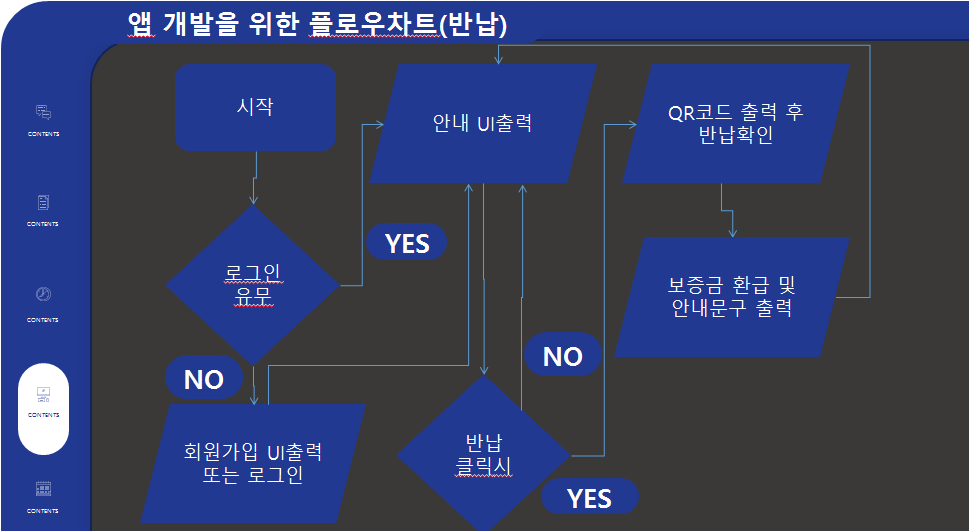 앱 개발을 위한 플로우차트(반납)
CONTENTS
CONTENTS
CONTENTS
CONTENTS
CONTENTS
시작
안내 UI출력
QR코드 출력 후
반납확인
YES
로그인
유무
보증금 환급 및
안내문구 출력
NO
NO
회원가입 UI출력
또는 로그인
반납
클릭시
YES